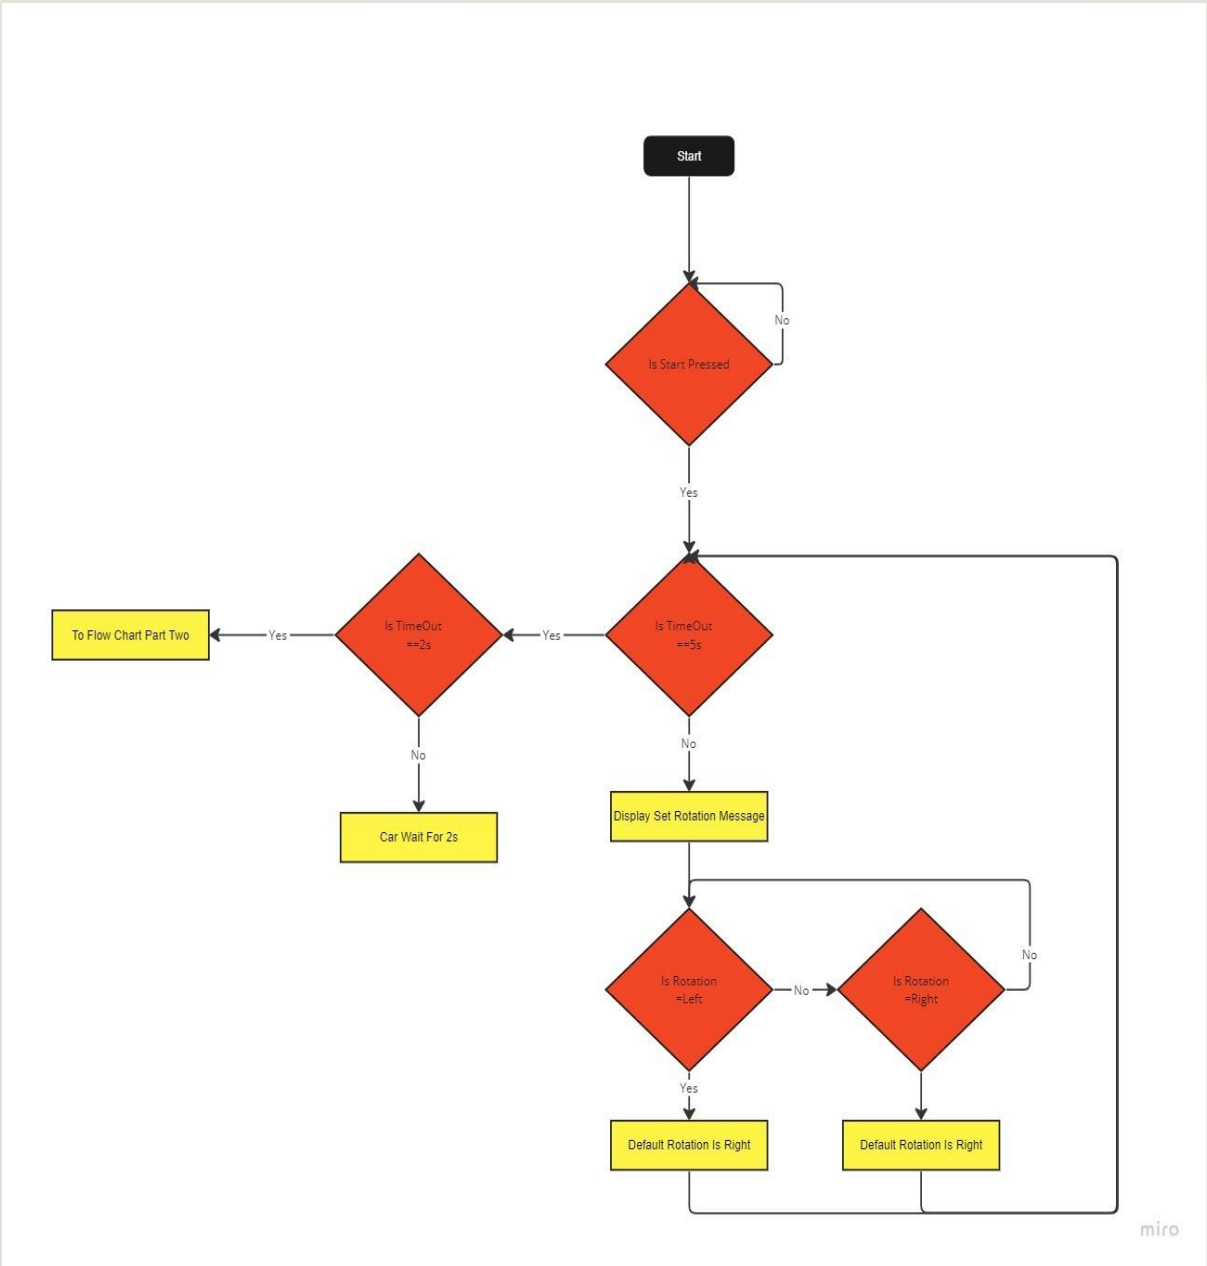 Start
No
Is Start Pressed
Yes
Is TimeOut
==5s
Yes
Is TimeOut
==2s
Yes
To Flow Chart Part Two
No
Car Wait For 2s
No
Display Set Rotation Message
Is Rotation
=Left
No
Is Rotation
=Right
No
Yes
Default Rotation Is Right
Default Rotation Is Right
miro